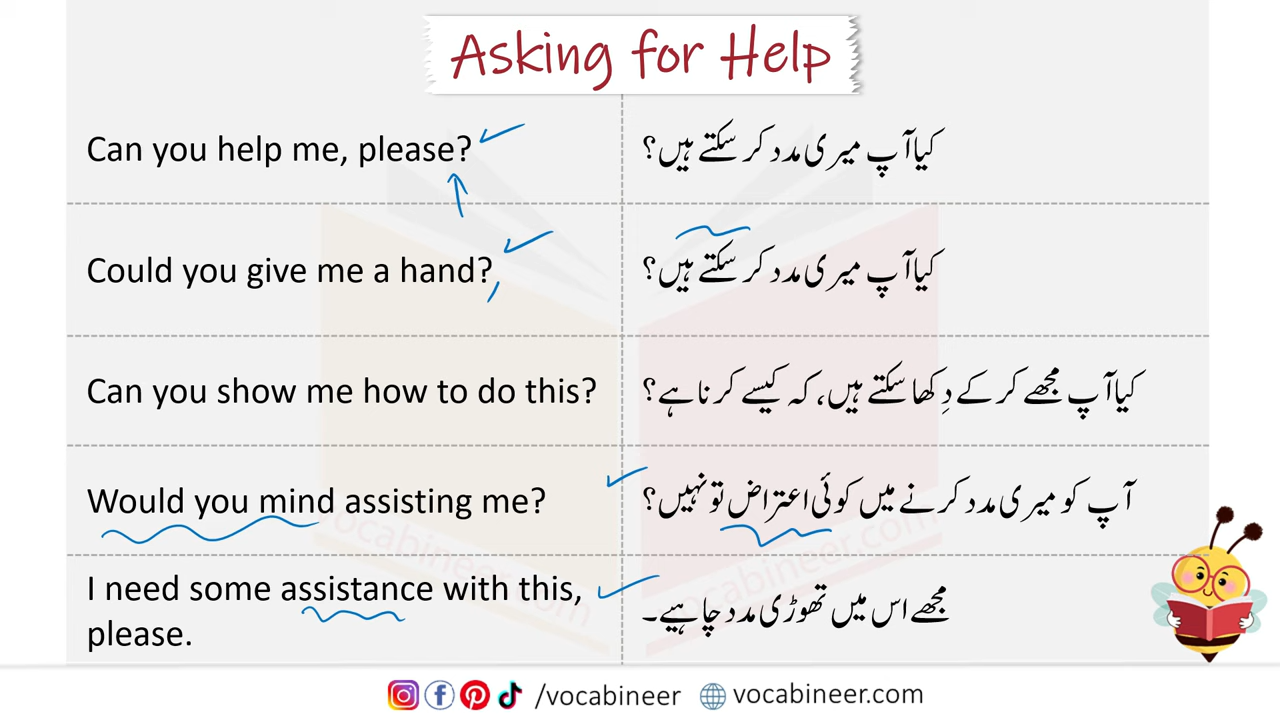 Asking for Help
Can you help me, please?
کیا آپ میری مدد کر سکتے ہیں؟
Could you give me a hand?
کیا آپ میری مدد کر سکتے ہیں؟
Can you show me how to do this?
کیا آپ مجھے کر کے دِکھا سکتے ہیں، کہ کیسے کرنا ہے؟
Would you mind assisting me?
آپ کو میری مدد کرنے میں کوئی اعتراض تو نہیں؟
I need some assistance with this,
please.
مجھے اس میں تھوڑی مدد چاہیے۔
vocabineer.com
vocabineer.com
/vocabineer vocabineer.com